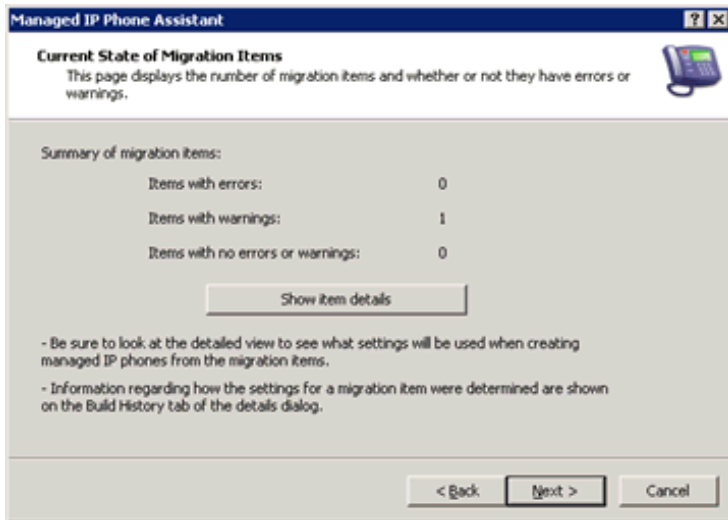 Managed IP Phone Assistant
Current State of Migration Items
This page displays the number of migration items and whether or not they have errors or
warnings.
Summary of migration items:
Items with errors: 0
Items with warnings: 1
Items with no errors or warnings: 0
Show item details
- Be sure to look at the detailed view to see what settings will be used when creating
managed IP phones from the migration items.
- Information regarding how the settings for a migration item were determined are shown
on the Build History tab of the details dialog.
< Back Next > Cancel